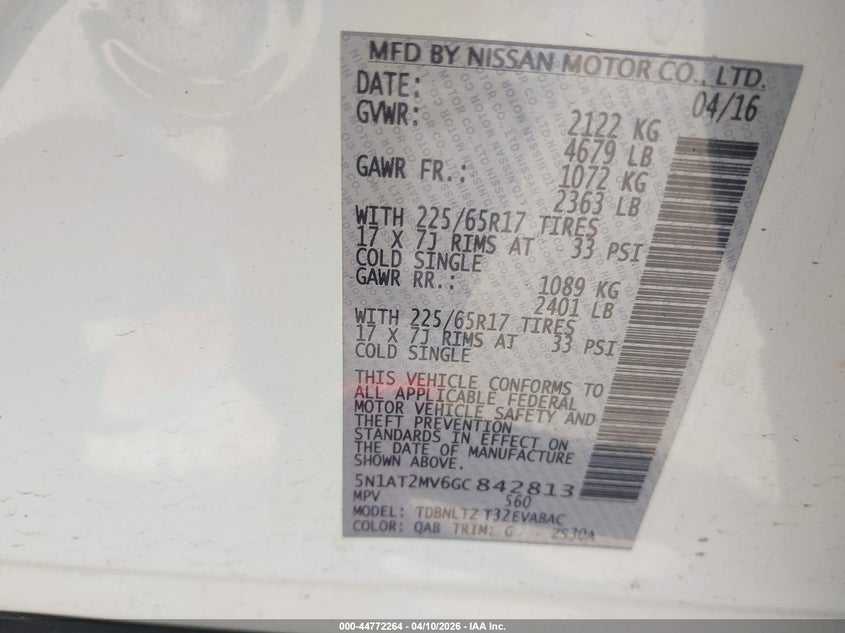 MFD BY NISSAN MOTOR CO., LTD.
DATE: 04/16
GVWR: 2122 KG
4679 LB
GAWR FR.: 1072 KG
2363 LB
WITH 225/65R17 TIRES
17 X 7J RIMS AT 33 PSI
COLD SINGLE
GAWR RR.: 1089 KG
2401 LB
WITH 225/65R17 TIRES
17 X 7J RIMS AT 33 PSI
COLD SINGLE
THIS VEHICLE CONFORMS TO
ALL APPLICABLE FEDERAL
MOTOR VEHICLE SAFETY AND
THEFT PREVENTION
STANDARDS IN EFFECT ON
THE DATE OF MANUFACTURE
SHOWN ABOVE.
5N1AT2MV6GC842813
MPV 560
MODEL: TDBNLTZ T32EVABAC
COLOR: QAB TRIM: G 2S30A
000-44772264 - 04/10/2026 - IAA Inc.